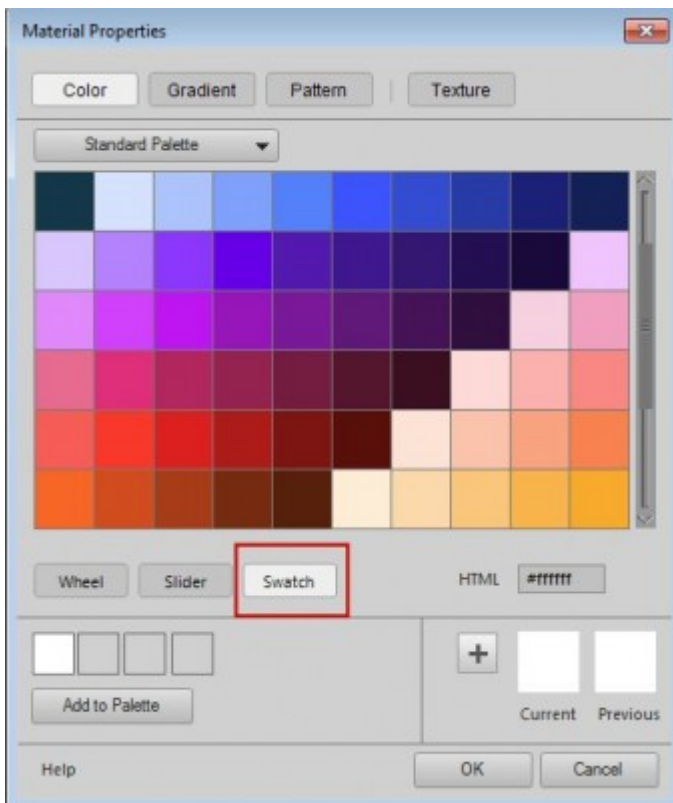 Material Properties
Color Gradient Pattern Texture
Standard Palette
Wheel Slider Swatch HTML #ffffff
Add to Palette
Current Previous
Help OK Cancel